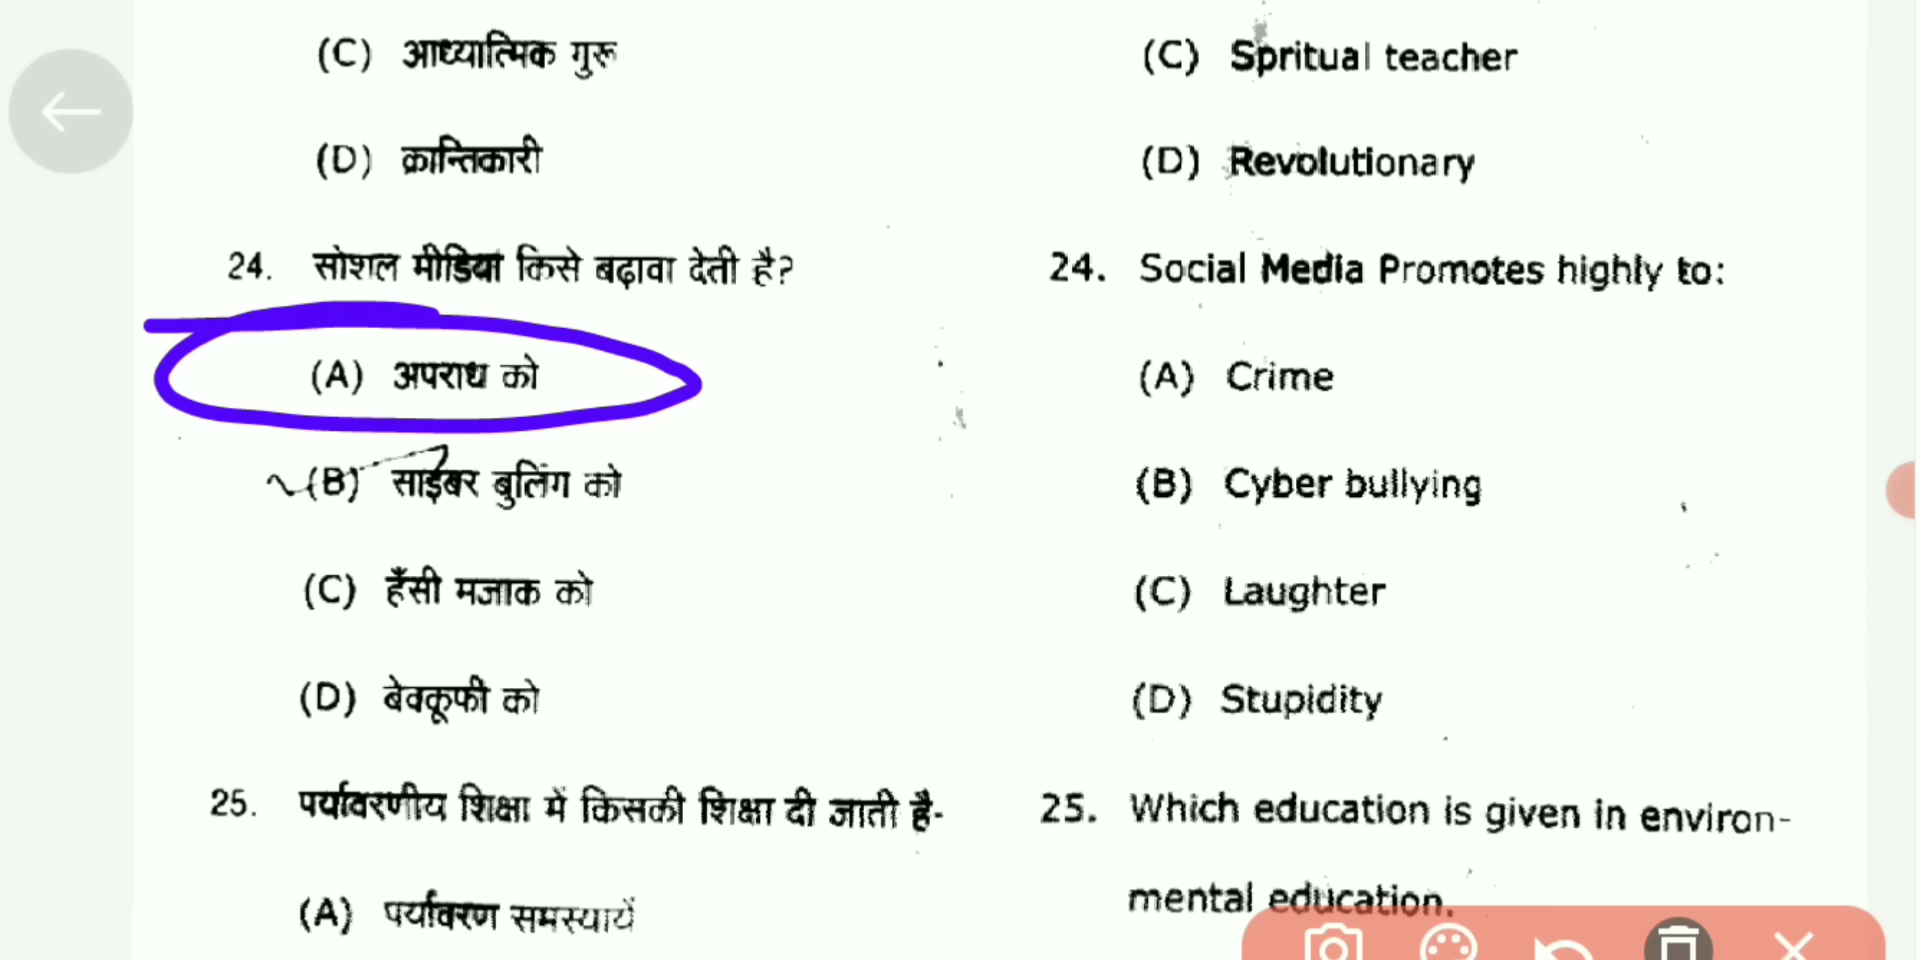 (C) आध्यात्मिक गुरू
(D) क्रान्तिकारी
24. सोशल मीडिया किसे बढ़ावा देती है?
(A) अपराध को
(B) साईबर बुलिंग को
(C) हँसी मजाक को
(D) बेवकूफी को
25. पर्यावरणीय शिक्षा में किसकी शिक्षा दी जाती है-
(A) पर्यावरण समस्यायें
(C) Spritual teacher
(D) Revolutionary
24. Social Media Promotes highly to:
(A) Crime
(B) Cyber bullying
(C) Laughter
(D) Stupidity
25. Which education is given in environ-
mental education.